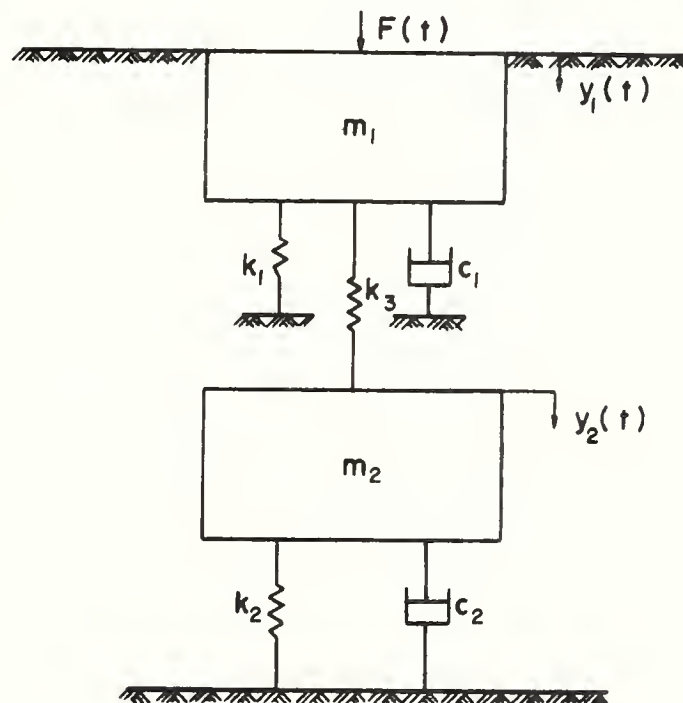 F(t)
y₁(t)
m₁
k₁
c₁
k₃
y₂(t)
m₂
k₂
c₂